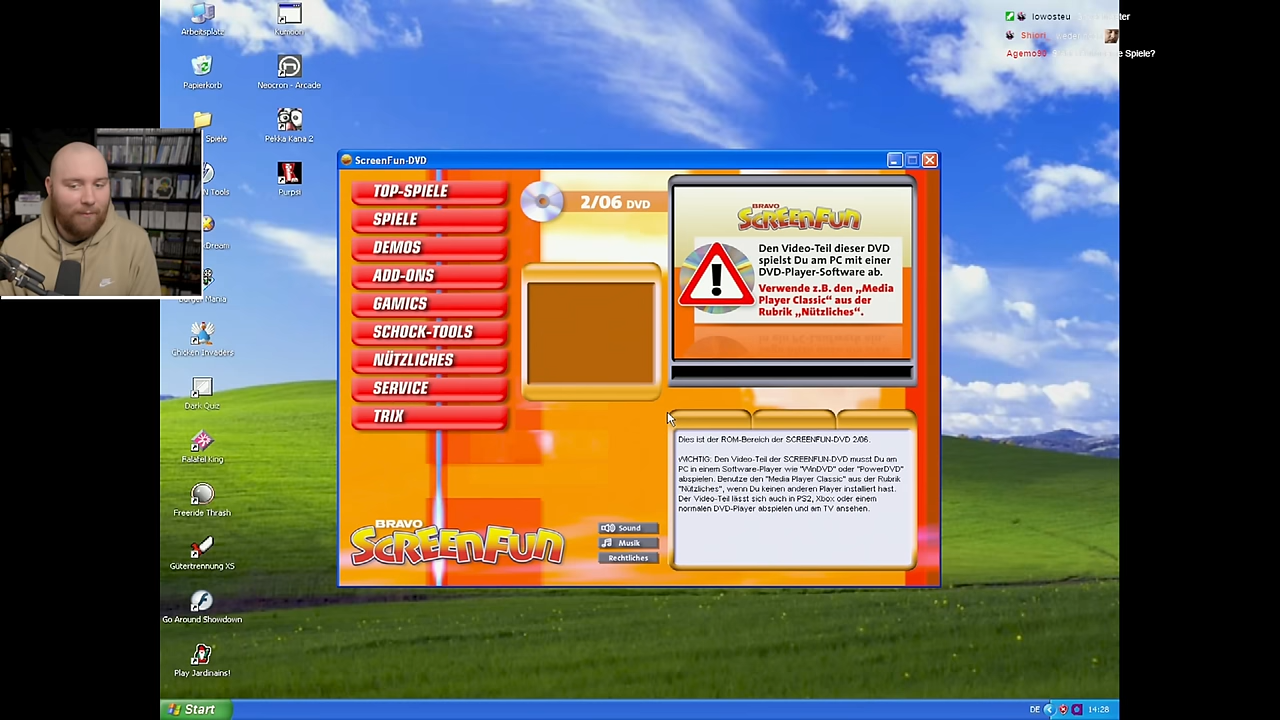 Arbeitsplatz
Kumoon
Papierkorb
Neocron - Arcade
Spiele
Pekka Kana 2
Tools
Purpsl
Dream
Mania
Chicken Invaders
Dark Quiz
Falafel King
Freeride Thrash
Gütertrennung XS
Go Around Showdown
Play Jardinains!
lowosteu
Shiori
Agemo96
Spiele?
ScreenFun-DVD
TOP-SPIELE
SPIELE
DEMOS
ADD-ONS
GAMICS
SCHOCK-TOOLS
NÜTZLICHES
SERVICE
TRIX
2/06 DVD
BRAVO
SCREENFUN
Den Video-Teil dieser DVD
spielst Du am PC mit einer
DVD-Player-Software ab.
Verwende z.B. den „Media
Player Classic“ aus der
Rubrik „Nützliches“.
Dies ist der ROM-Bereich der SCREENFUN-DVD 2/06.
WICHTIG: Den Video-Teil der SCREENFUN-DVD musst Du am
PC in einem Software-Player wie "WinDVD" oder "PowerDVD"
abspielen. Benutze den "Media Player Classic" aus der Rubrik
"Nützliches", wenn Du keinen anderen Player installiert hast.
Der Video-Teil lässt sich auch in PS2, Xbox oder einem
normalen DVD-Player abspielen und am TV ansehen.
BRAVO
SCREENFUN
Sound
Musik
Rechtliches
Start
DE
14:28